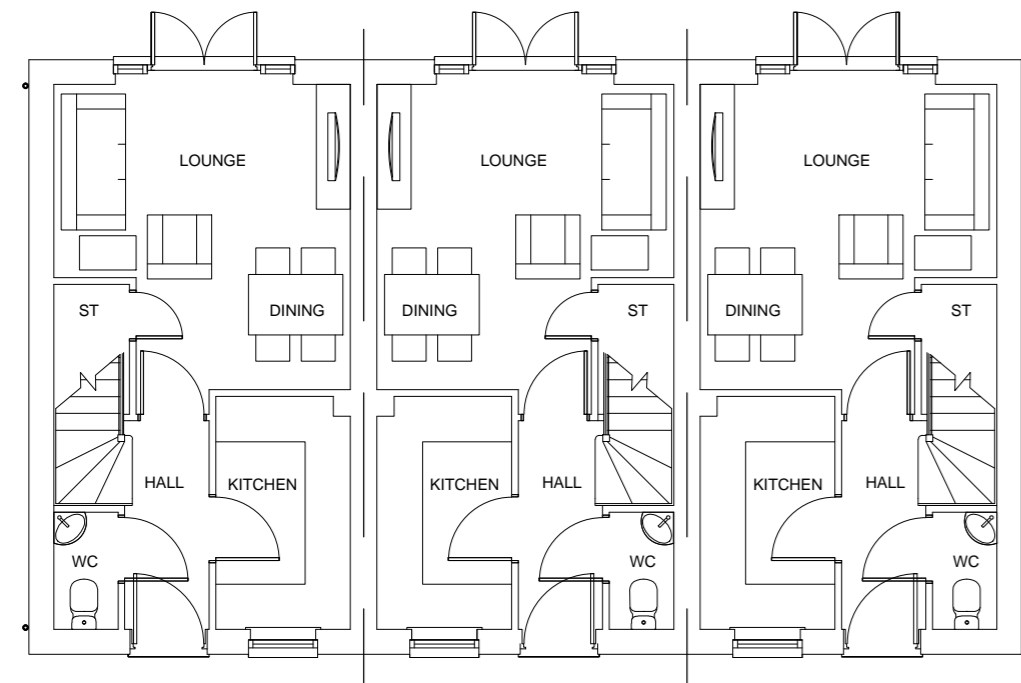 LOUNGE LOUNGE LOUNGE
ST DINING DINING ST DINING ST
HALL KITCHEN KITCHEN HALL KITCHEN HALL
WC WC WC